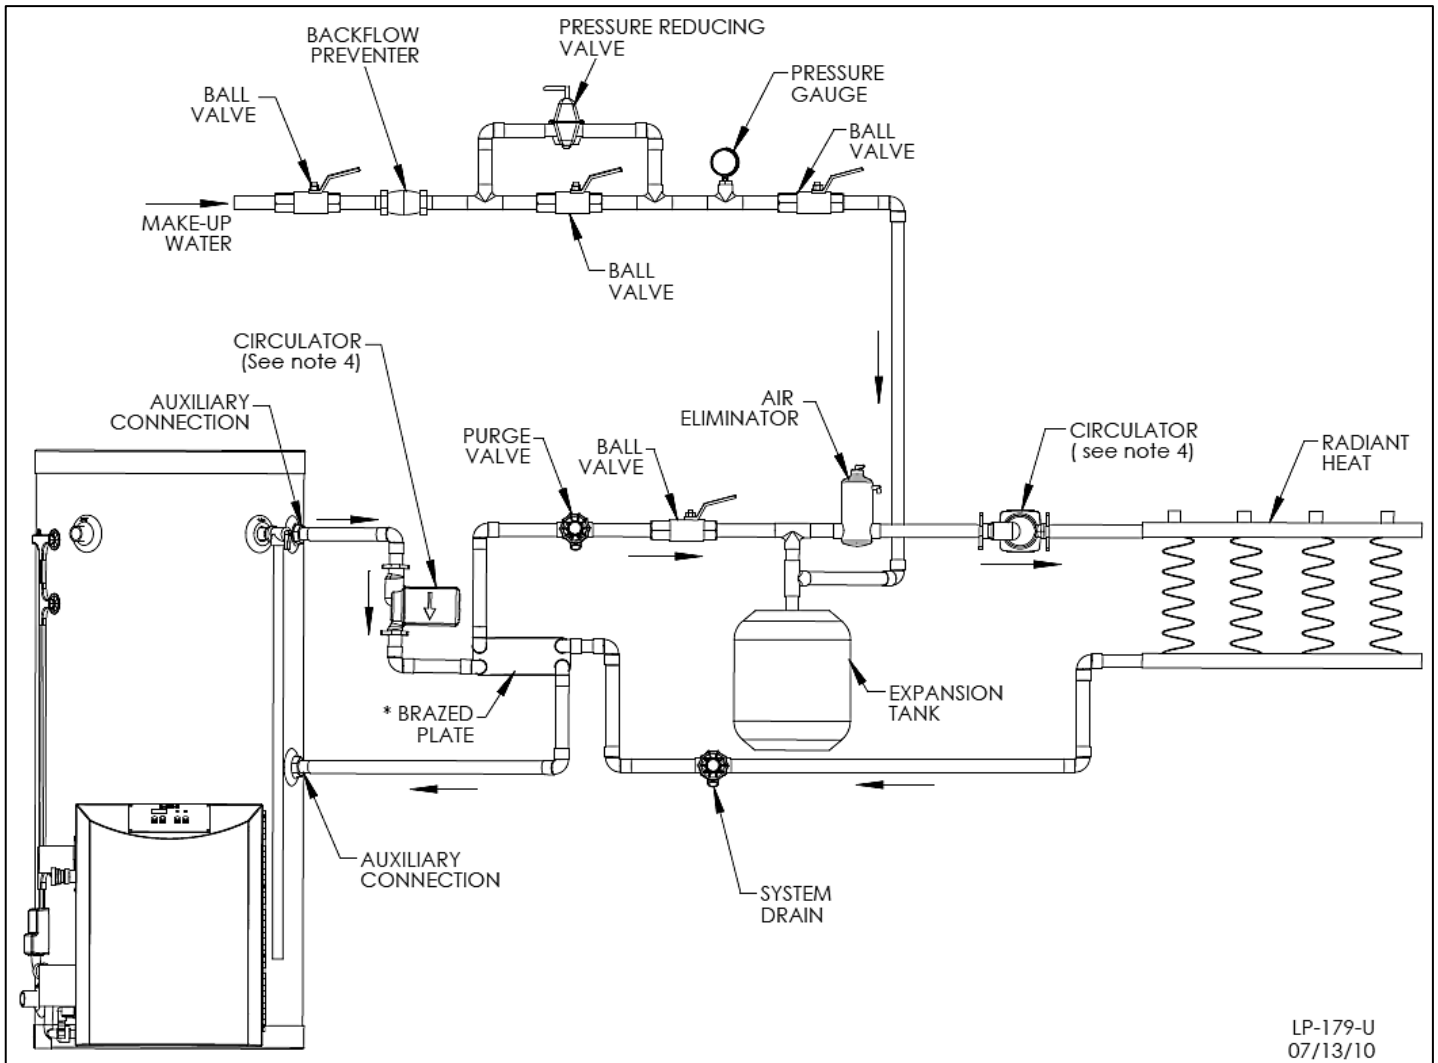 BACKFLOW
PREVENTER
PRESSURE REDUCING
VALVE
PRESSURE
GAUGE
BALL
VALVE
BALL
VALVE
MAKE-UP
WATER
BALL
VALVE
CIRCULATOR
(See note 4)
AUXILIARY
CONNECTION
PURGE
VALVE
BALL
VALVE
AIR
ELIMINATOR
CIRCULATOR
( see note 4)
RADIANT
HEAT
* BRAZED
PLATE
EXPANSION
TANK
AUXILIARY
CONNECTION
SYSTEM
DRAIN
LP-179-U
07/13/10